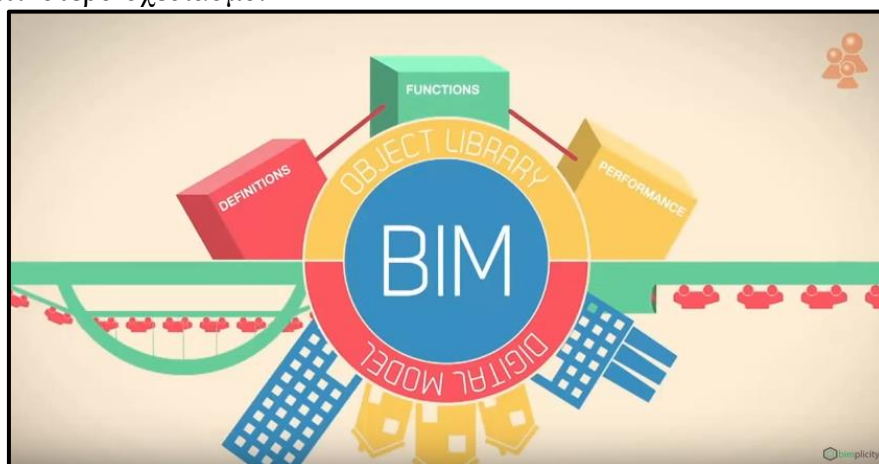 FUNCTIONS
DEFINITIONS
PERFORMANCE
OBJECT LIBRARY
BIM
DIGITAL MODEL
bimplicity